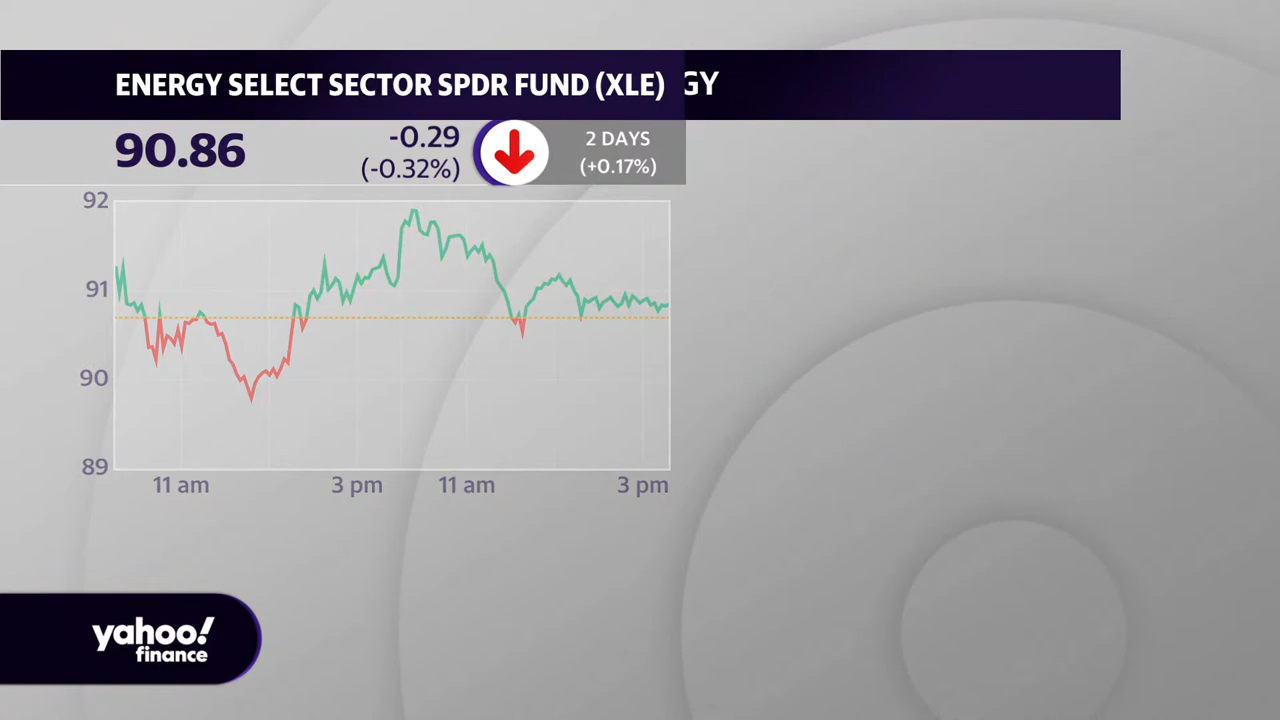 ENERGY SELECT SECTOR SPDR FUND (XLE) GY
90.86
-0.29
(-0.32%)
2 DAYS
(+0.17%)
92
91
90
89
11 am 3 pm 11 am 3 pm
yahoo!
finance